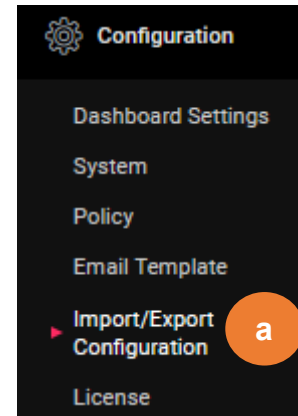 Configuration
Dashboard Settings
System
Policy
Email Template
Import/Export
Configuration
a
License